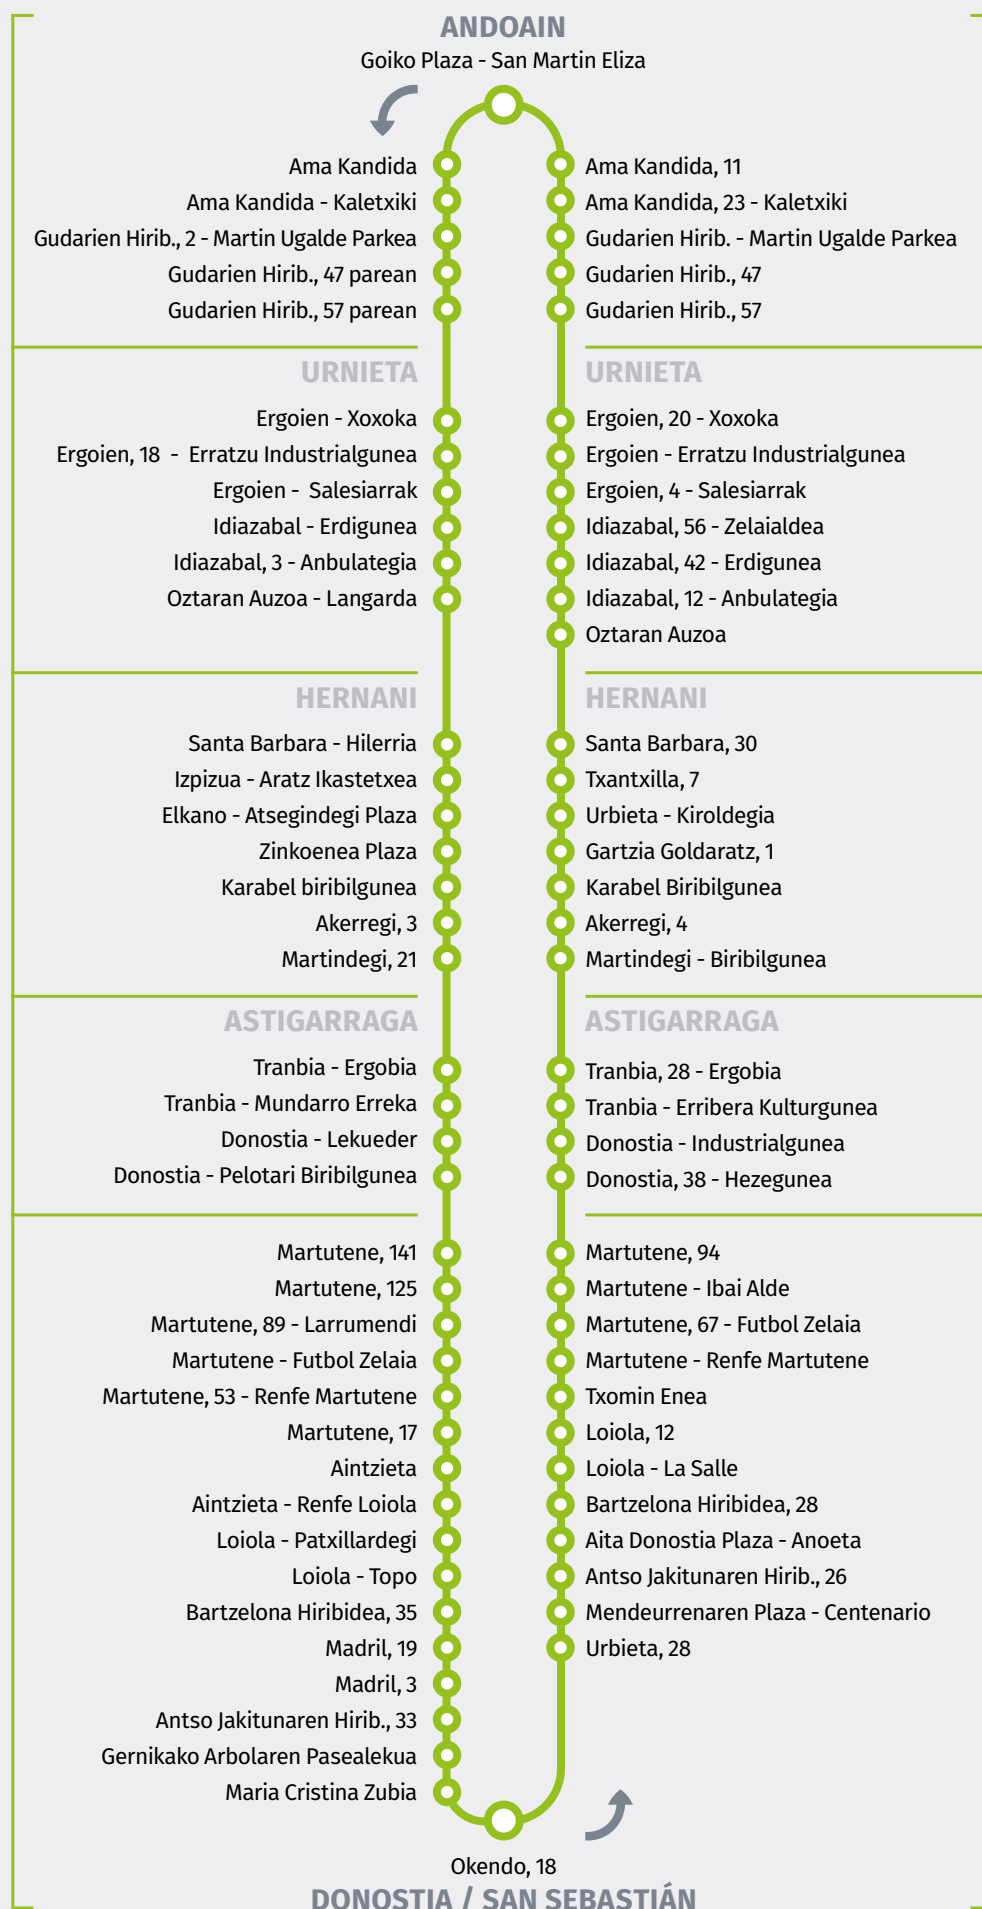 ANDOAIN
Goiko Plaza - San Martin Eliza
Ama Kandida
Ama Kandida - Kaletxiki
Gudarien Hirib., 2 - Martin Ugalde Parkea
Gudarien Hirib., 47 parean
Gudarien Hirib., 57 parean
Ama Kandida, 11
Ama Kandida, 23 - Kaletxiki
Gudarien Hirib. - Martin Ugalde Parkea
Gudarien Hirib., 47
Gudarien Hirib., 57
URNIETA
Ergoien - Xoxoka
Ergoien, 18 - Erratzu Industrialgunea
Ergoien - Salesiarrak
Idiazabal - Erdigunea
Idiazabal, 3 - Anbulategia
Oztaran Auzoa - Langarda
URNIETA
Ergoien, 20 - Xoxoka
Ergoien - Erratzu Industrialgunea
Ergoien, 4 - Salesiarrak
Idiazabal, 56 - Zelaialdea
Idiazabal, 42 - Erdigunea
Idiazabal, 12 - Anbulategia
Oztaran Auzoa
HERNANI
Santa Barbara - Hilerria
Izpizua - Aratz Ikastetxea
Elkano - Atsegindegi Plaza
Zinkoenea Plaza
Karabel biribilgunea
Akerregi, 3
Martindegi, 21
HERNANI
Santa Barbara, 30
Txantxilla, 7
Urbieta - Kiroldegia
Gartzia Goldaratz, 1
Karabel Biribilgunea
Akerregi, 4
Martindegi - Biribilgunea
ASTIGARRAGA
Tranbia - Ergobia
Tranbia - Mundarro Erreka
Donostia - Lekueder
Donostia - Pelotari Biribilgunea
ASTIGARRAGA
Tranbia, 28 - Ergobia
Tranbia - Erribera Kulturgunea
Donostia - Industrialgunea
Donostia, 38 - Hezegunea
Martutene, 141
Martutene, 125
Martutene, 89 - Larrumendi
Martutene - Futbol Zelaia
Martutene, 53 - Renfe Martutene
Martutene, 17
Aintzieta
Aintzieta - Renfe Loiola
Loiola - Patxillardegi
Loiola - Topo
Bartzelona Hiribidea, 35
Madril, 19
Madril, 3
Antso Jakitunaren Hirib., 33
Gernikako Arbolaren Pasealekua
Maria Cristina Zubia
Martutene, 94
Martutene - Ibai Alde
Martutene, 67 - Futbol Zelaia
Martutene - Renfe Martutene
Txomin Enea
Loiola, 12
Loiola - La Salle
Bartzelona Hiribidea, 28
Aita Donostia Plaza - Anoeta
Antso Jakitunaren Hirib., 26
Mendeurrenaren Plaza - Centenario
Urbieta, 28
Okendo, 18
DONOSTIA / SAN SEBASTIÁN